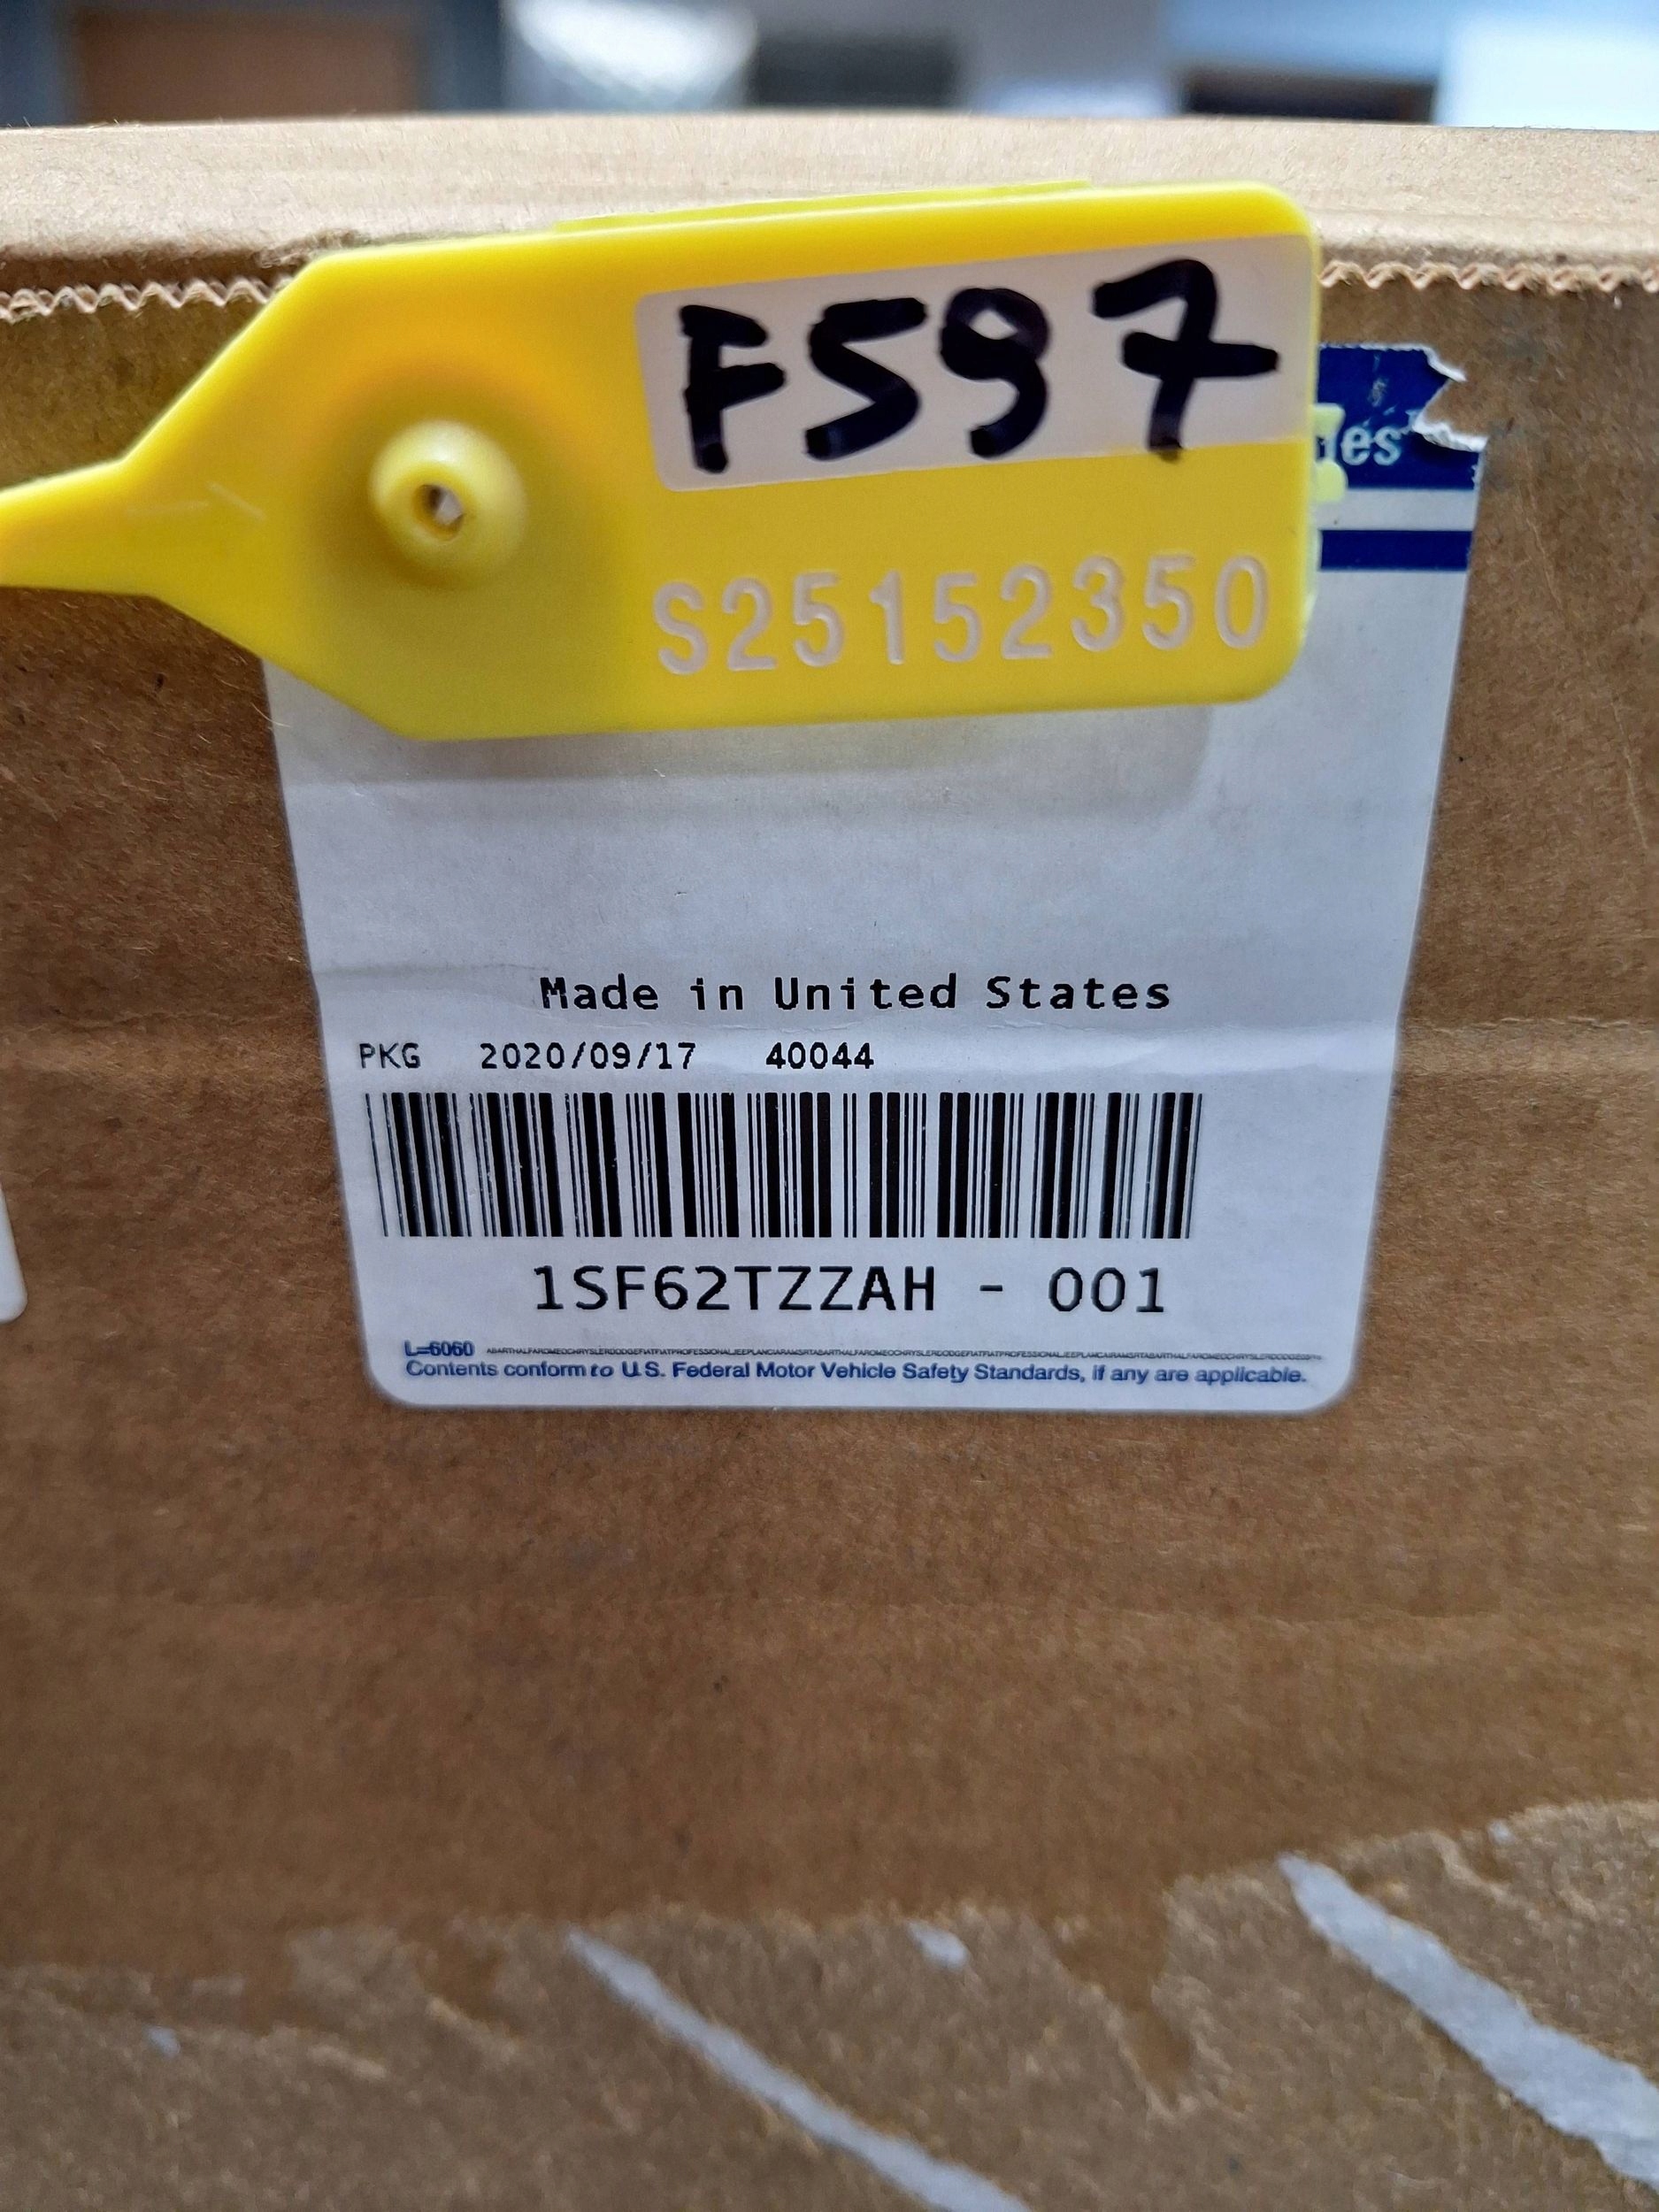 F597
S25152350
Made in United States
PKG 2020/09/17 40044
1SF62TZZAH - 001
L=6060
Contents conform to U.S. Federal Motor Vehicle Safety Standards, if any are applicable.